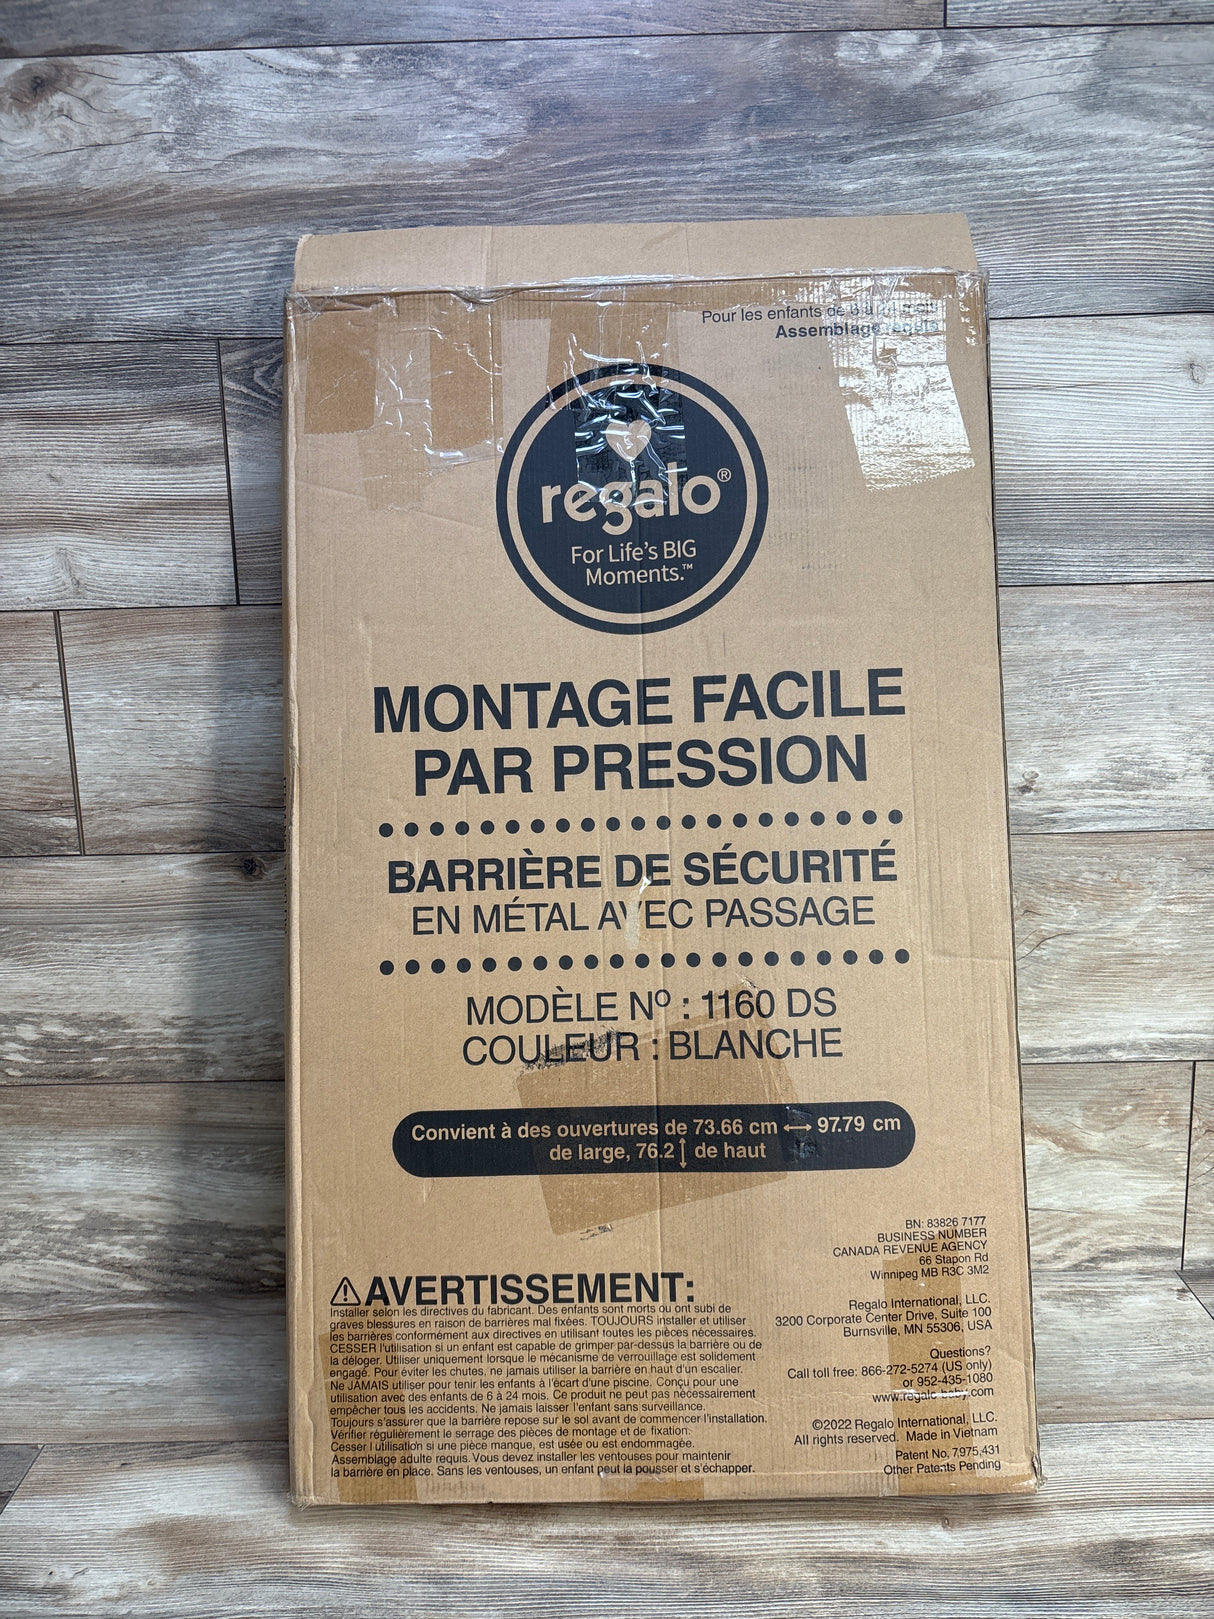 Pour les enfants de 6 à
Assemblage requis
regalo®
For Life's BIG
Moments.™
MONTAGE FACILE
PAR PRESSION
BARRIÈRE DE SÉCURITÉ
EN MÉTAL AVEC PASSAGE
MODÈLE Nº : 1160 DS
COULEUR : BLANCHE
Convient à des ouvertures de 73.66 cm ↔ 97.79 cm
de large, 76.2 ↕ de haut
BN: 83826 7177
BUSINESS NUMBER
CANADA REVENUE AGENCY
66 Stapon Rd
Winnipeg MB R3C 3M2
Regalo International, LLC.
3200 Corporate Center Drive, Suite 100
Burnsville, MN 55306, USA
Questions?
Call toll free: 866-272-5274 (US only)
or 952-435-1080
www.regalo-baby.com
©2022 Regalo International, LLC.
All rights reserved. Made in Vietnam
Patent No. 7,975,431
Other Patents Pending
⚠AVERTISSEMENT:
Installer selon les directives du fabricant. Des enfants sont morts ou ont subi de
graves blessures en raison de barrières mal fixées. TOUJOURS installer et utiliser
les barrières conformément aux directives en utilisant toutes les pièces nécessaires.
CESSER l'utilisation si un enfant est capable de grimper par-dessus la barrière ou de
la déloger. Utiliser uniquement lorsque le mécanisme de verrouillage est solidement
engagé. Pour éviter les chutes, ne jamais utiliser la barrière en haut d'un escalier.
Ne JAMAIS utiliser pour tenir les enfants à l'écart d'une piscine. Conçu pour une
utilisation avec des enfants de 6 à 24 mois. Ce produit ne peut pas nécessairement
empêcher tous les accidents. Ne jamais laisser l'enfant sans surveillance.
Toujours s'assurer que la barrière repose sur le sol avant de commencer l'installation.
Vérifier régulièrement le serrage des pièces de montage et de fixation.
Cesser l'utilisation si une pièce manque, est usée ou est endommagée.
Assemblage adulte requis. Vous devez installer les ventouses pour maintenir
la barrière en place. Sans les ventouses, un enfant peut la pousser et s'échapper.